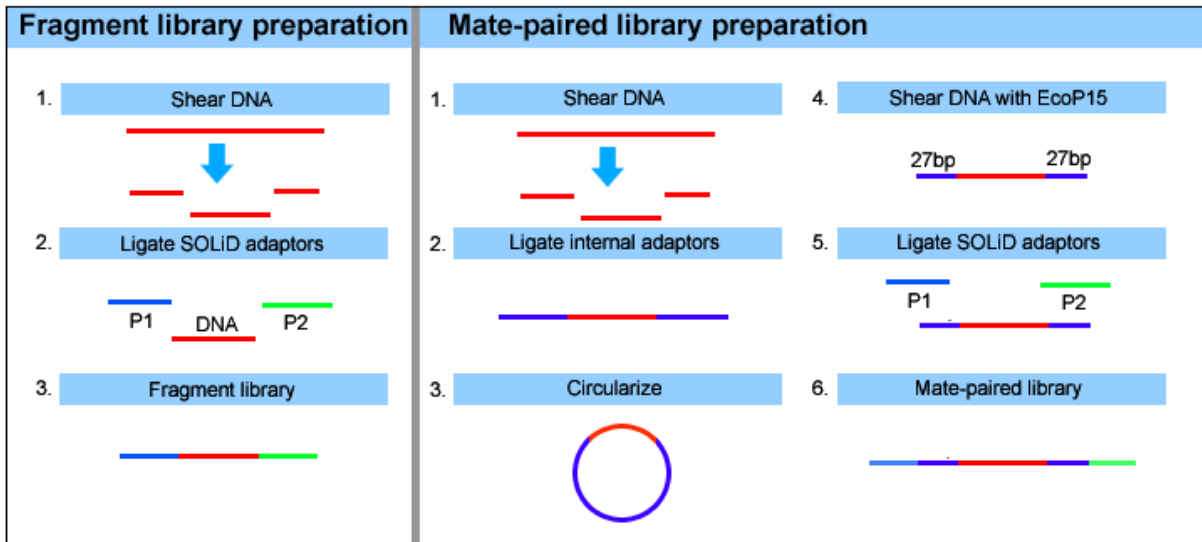 Fragment library preparation
1. Shear DNA
2. Ligate SOLiD adaptors
P1 DNA P2
3. Fragment library
Mate-paired library preparation
1. Shear DNA
2. Ligate internal adaptors
3. Circularize
4. Shear DNA with EcoP15
27bp 27bp
5. Ligate SOLiD adaptors
P1 P2
6. Mate-paired library